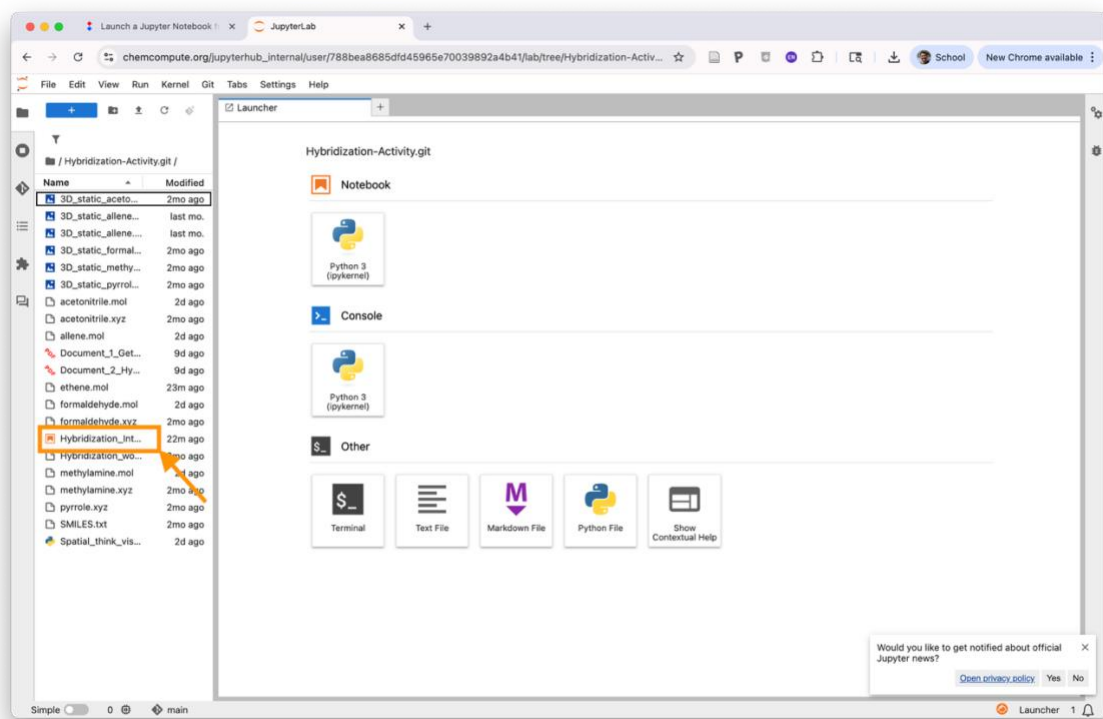 Launch a Jupyter Notebook f
JupyterLab
chemcompute.org/jupyterhub_internal/user/788bea8685dfd45965e70039892a4b41/lab/tree/Hybridization-Activ...
School
New Chrome available
File Edit View Run Kernel Git Tabs Settings Help
Launcher
/ Hybridization-Activity.git /
Name Modified
3D_static_aceto... 2mo ago
3D_static_allene... last mo.
3D_static_allene.... last mo.
3D_static_formal... 2mo ago
3D_static_methy... 2mo ago
3D_static_pyrrol... 2mo ago
acetonitrile.mol 2d ago
acetonitrile.xyz 2mo ago
allene.mol 2d ago
Document_1_Get... 9d ago
Document_2_Hy... 9d ago
ethene.mol 23m ago
formaldehyde.mol 2d ago
formaldehyde.xyz 2mo ago
Hybridization_Int... 22m ago
Hybridization_wo... ago
methylamine.mol ago
methylamine.xyz 2mo ago
pyrrole.xyz 2mo ago
SMILES.txt 2mo ago
Spatial_think_vis... 2d ago
Hybridization-Activity.git
Notebook
Python 3
(ipykernel)
Console
Python 3
(ipykernel)
$_ Other
$_
Terminal
Text File
M
Markdown File
Python File
Show
Contextual Help
Would you like to get notified about official
Jupyter news?
Open privacy policy Yes No
Simple 0 main
Launcher 1